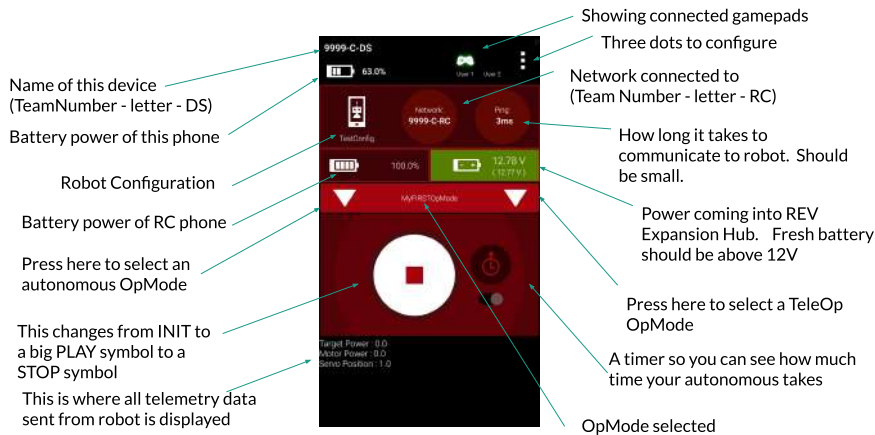 Showing connected gamepads
Three dots to configure
Name of this device
(TeamNumber - letter - DS)
Battery power of this phone
Network connected to
(Team Number - letter - RC)
How long it takes to
communicate to robot.  Should
be small.
Robot Configuration
Battery power of RC phone
Power coming into REV
Expansion Hub.   Fresh battery
should be above 12V
Press here to select an
autonomous OpMode
Press here to select a TeleOp
OpMode
This changes from INIT to
a big PLAY symbol to a
STOP symbol
A timer so you can see how much
time your autonomous takes
This is where all telemetry data
sent from robot is displayed
OpMode selected
9999-C-DS
63.0%
User 1 User 2
TestConfig
Network
9999-C-RC
Ping
3ms
100.0%
12.78 V
( 12.77 V )
MyFIRSTOpMode
Target Power : 0.0
Motor Power : 0.0
Servo Position : 1.0